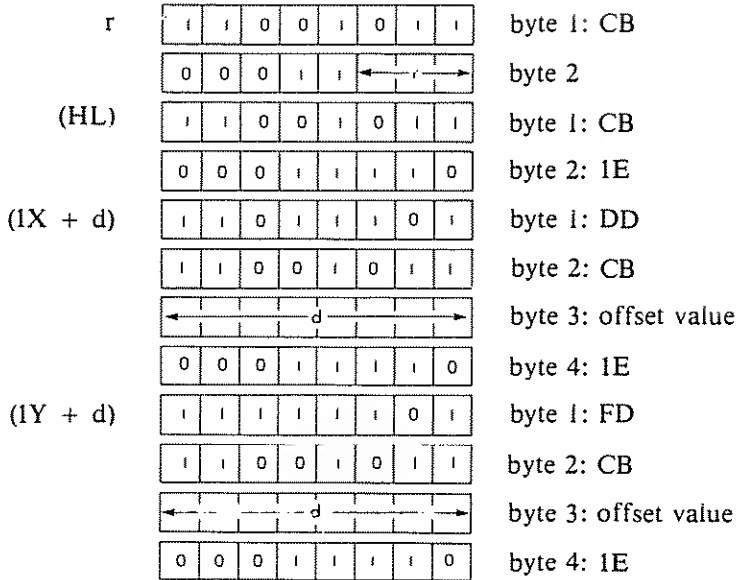 r 1 1 0 0 1 0 1 1 byte 1: CB
0 0 0 1 1 r byte 2
(HL) 1 1 0 0 1 0 1 1 byte 1: CB
0 0 0 1 1 1 1 0 byte 2: 1E
(1X + d) 1 1 0 1 1 1 0 1 byte 1: DD
1 1 0 0 1 0 1 1 byte 2: CB
d byte 3: offset value
0 0 0 1 1 1 1 0 byte 4: 1E
(1Y + d) 1 1 1 1 1 1 0 1 byte 1: FD
1 1 0 0 1 0 1 1 byte 2: CB
d byte 3: offset value
0 0 0 1 1 1 1 0 byte 4: 1E